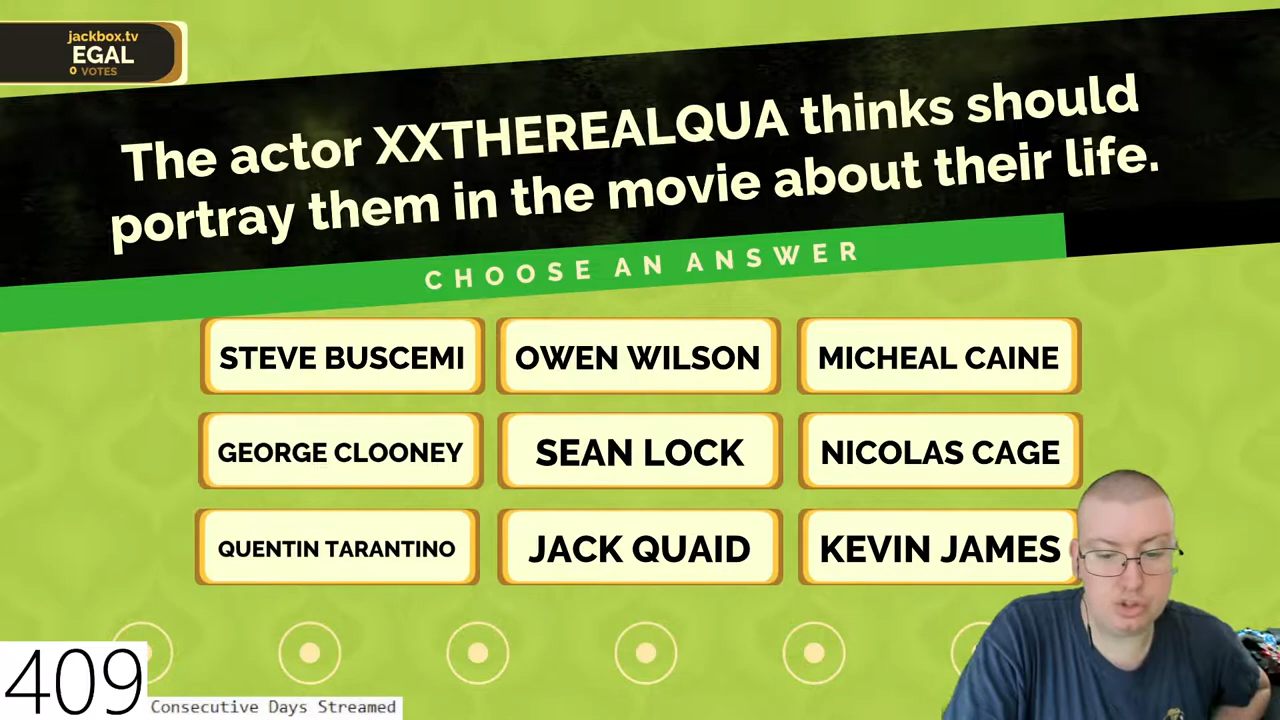 jackbox.tv
EGAL
0 VOTES
The actor XXTHEREALQUA thinks should
portray them in the movie about their life.
CHOOSE AN ANSWER
STEVE BUSCEMI
OWEN WILSON
MICHEAL CAINE
GEORGE CLOONEY
SEAN LOCK
NICOLAS CAGE
QUENTIN TARANTINO
JACK QUAID
KEVIN JAMES
409
Consecutive Days Streamed